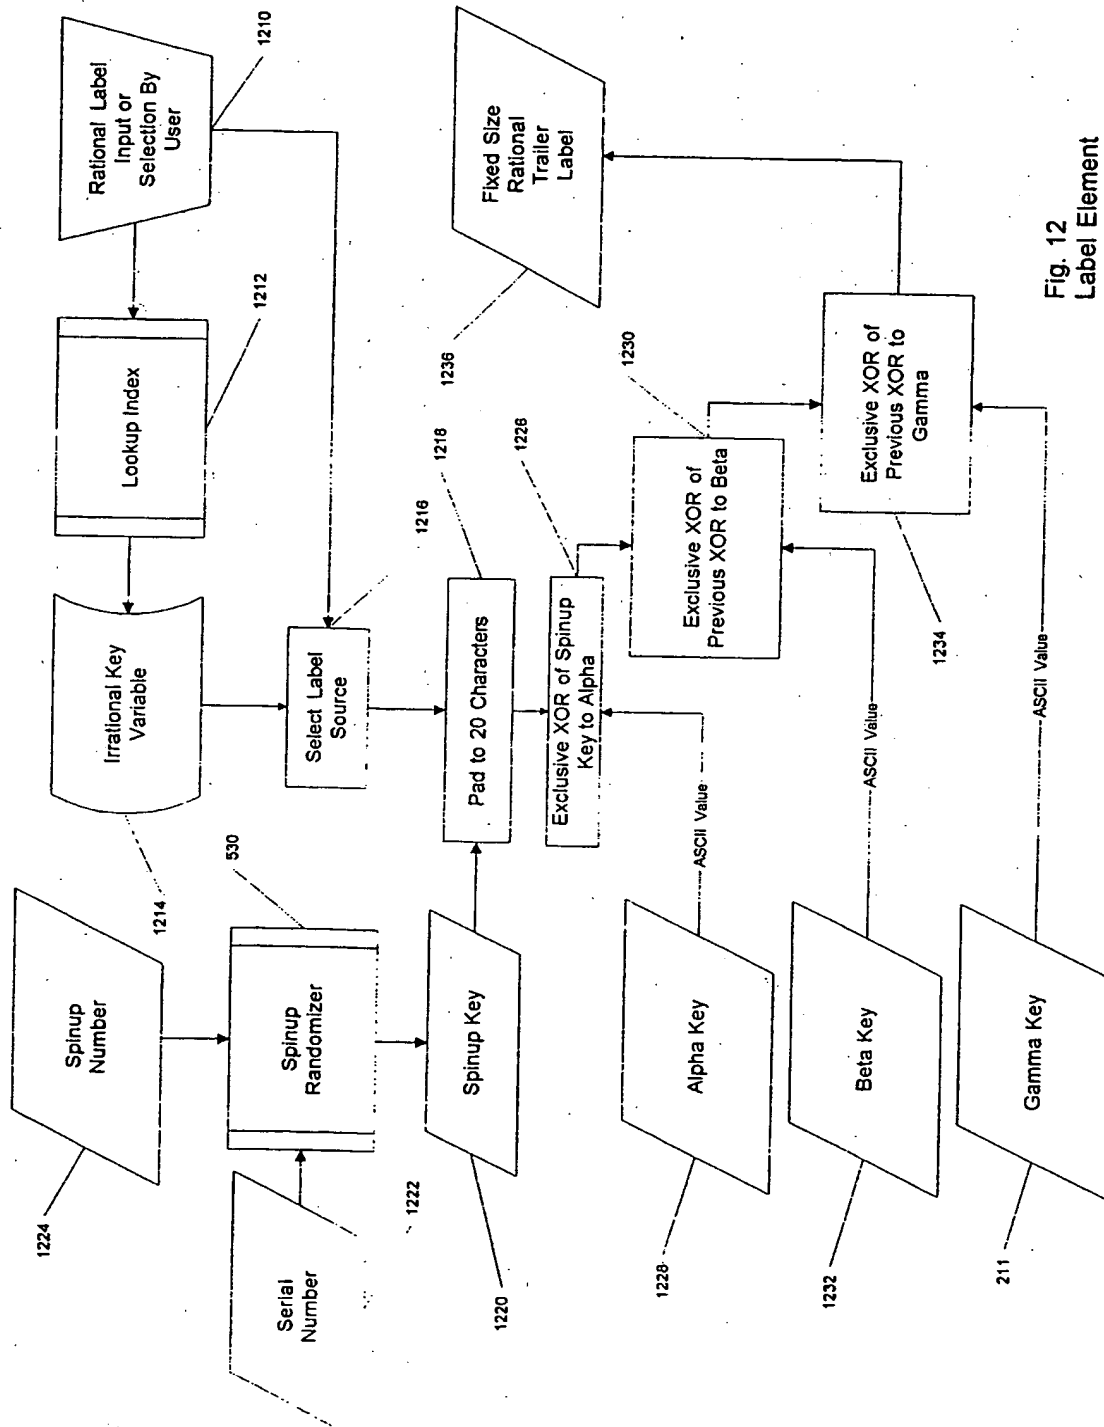 Rational Label
Input or
Selection By
User
1210
Lookup Index
1212
Irrational Key
Variable
1214
Select Label
Source
1216
Spinup
Number
1224
Spinup
Randomizer
530
Serial
Number
1222
Spinup Key
1220
Pad to 20 Characters
1218
Exclusive XOR of Spinup
Key to Alpha
1226
Alpha Key
1228
ASCII Value
Exclusive XOR of
Previous XOR to Beta
1230
Beta Key
1232
ASCII Value
Exclusive XOR of
Previous XOR to
Gamma
1234
Gamma Key
211
ASCII Value
Fixed Size
Rational
Trailer
Label
1236
Fig. 12
Label Element